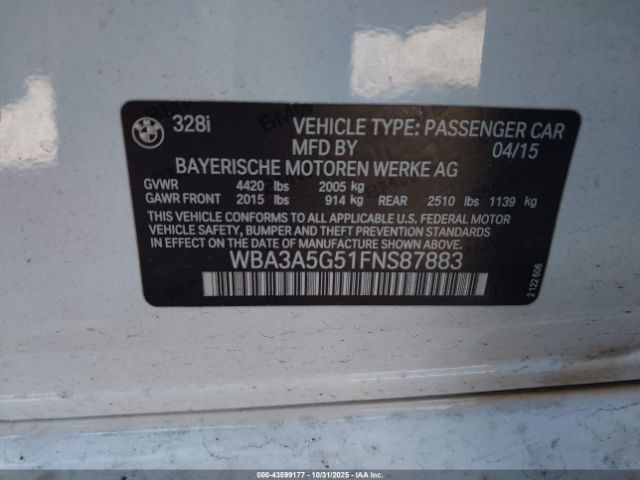 BMW 328i
VEHICLE TYPE: PASSENGER CAR
MFD BY 04/15
BAYERISCHE MOTOREN WERKE AG
GVWR 4420 lbs 2005 kg
GAWR FRONT 2015 lbs 914 kg REAR 2510 lbs 1139 kg
THIS VEHICLE CONFORMS TO ALL APPLICABLE U.S. FEDERAL MOTOR
VEHICLE SAFETY, BUMPER AND THEFT PREVENTION STANDARDS IN
EFFECT ON THE DATE OF MANUFACTURE SHOWN ABOVE.
WBA3A5G51FNS87883
2 122 606
000-43599177 - 10/31/2025 - IAAI.COM